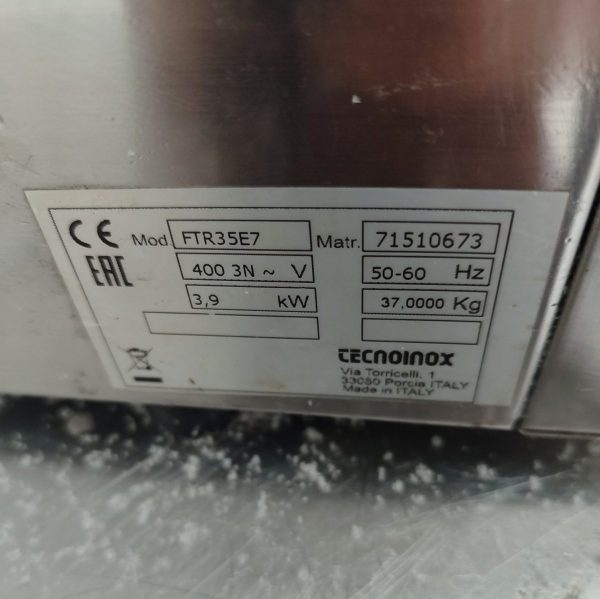 CE Mod FTR35E7 Matr. 71510673
EAC 400 3N ~ V 50-60 Hz
3,9 kW 37,0000 Kg
TECNOINOX
Via Torricelli, 1
33080 Porcia ITALY
Made in ITALY